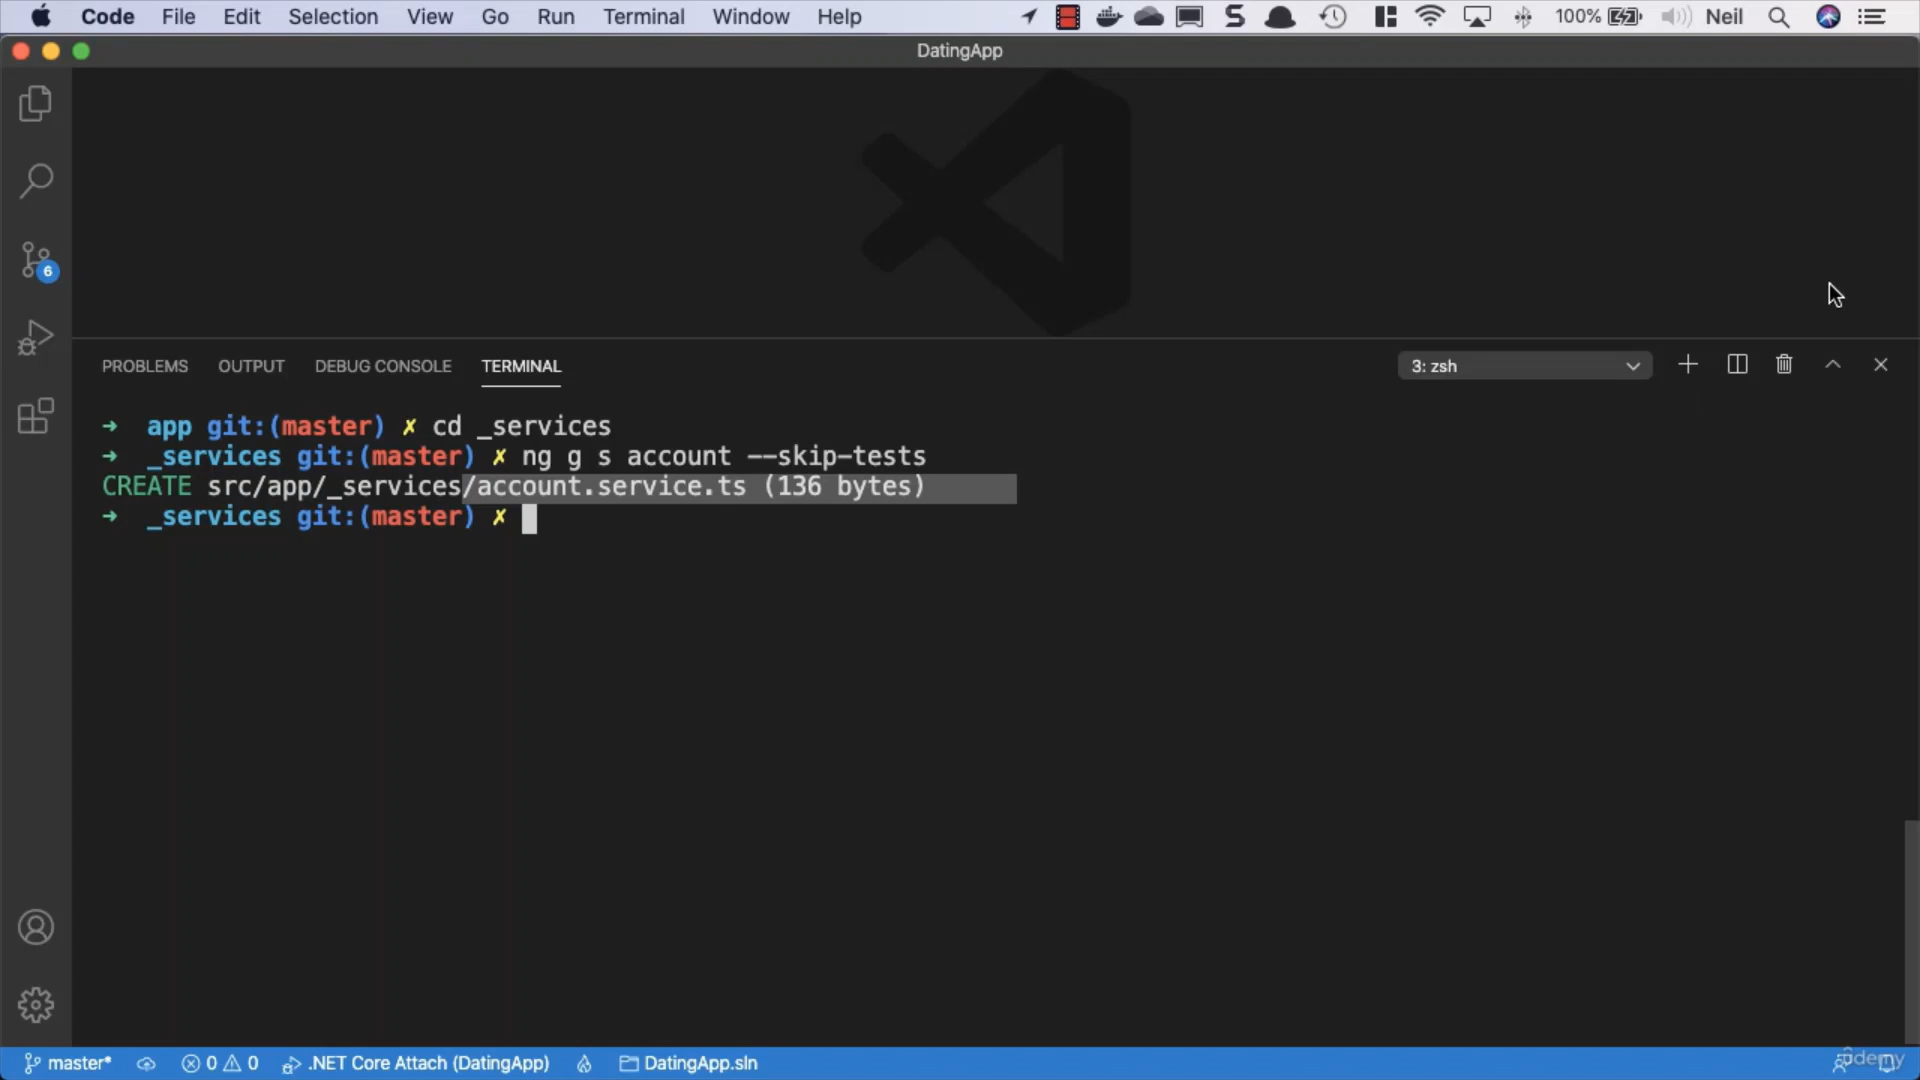 Code File Edit Selection View Go Run Terminal Window Help 100% Neil
DatingApp
6
PROBLEMS OUTPUT DEBUG CONSOLE TERMINAL 3: zsh
➜ app git:(master) ✗ cd _services
➜ _services git:(master) ✗ ng g s account --skip-tests
CREATE src/app/_services/account.service.ts (136 bytes)
➜ _services git:(master) ✗
master* 0 0 .NET Core Attach (DatingApp) DatingApp.sln
udemy